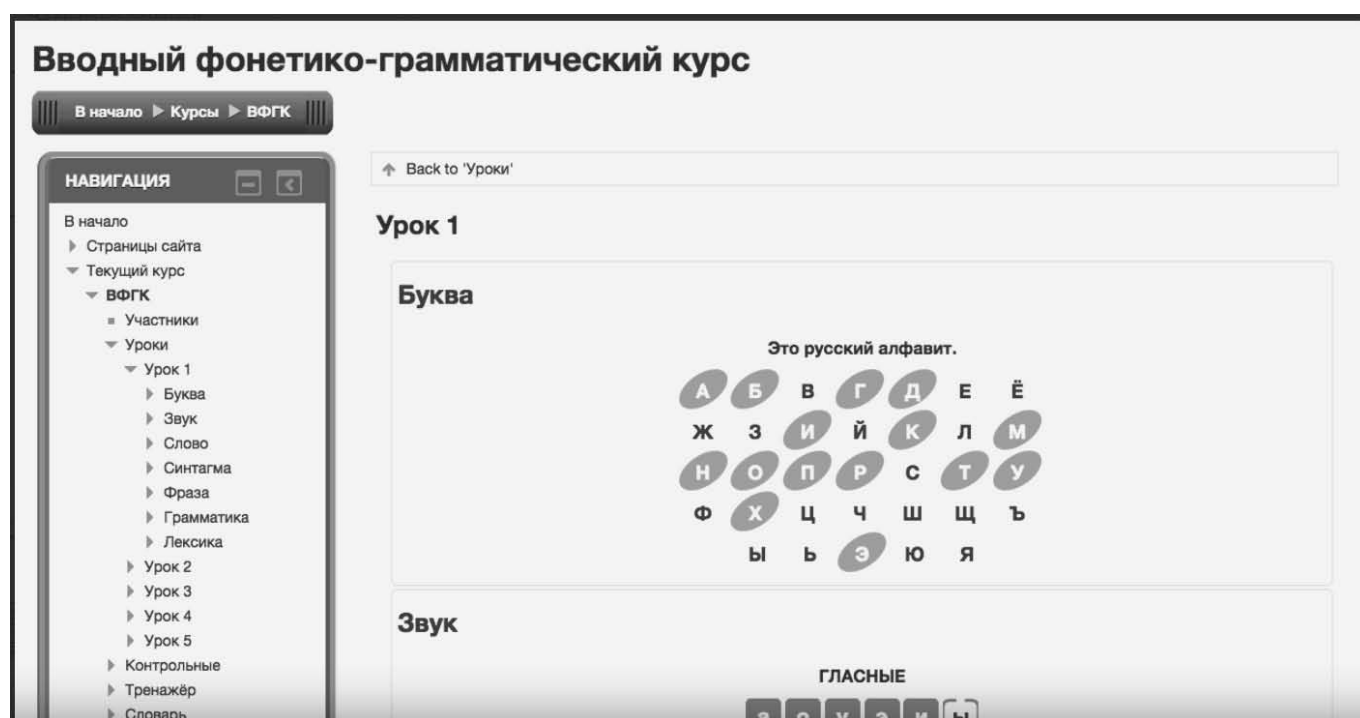 Вводный фонетико-грамматический курс
В начало ▶ Курсы ▶ ВФГК
НАВИГАЦИЯ
В начало
Страницы сайта
Текущий курс
ВФГК
Участники
Уроки
Урок 1
Буква
Звук
Слово
Синтагма
Фраза
Грамматика
Лексика
Урок 2
Урок 3
Урок 4
Урок 5
Контрольные
Тренажёр
Словарь
Back to 'Уроки'
Урок 1
Буква
Это русский алфавит.
А Б В Г Д Е Ё
Ж З И Й К Л М
Н О П Р С Т У
Ф Х Ц Ч Ш Щ Ъ
Ы Ь Э Ю Я
Звук
ГЛАСНЫЕ
а о у э и ы